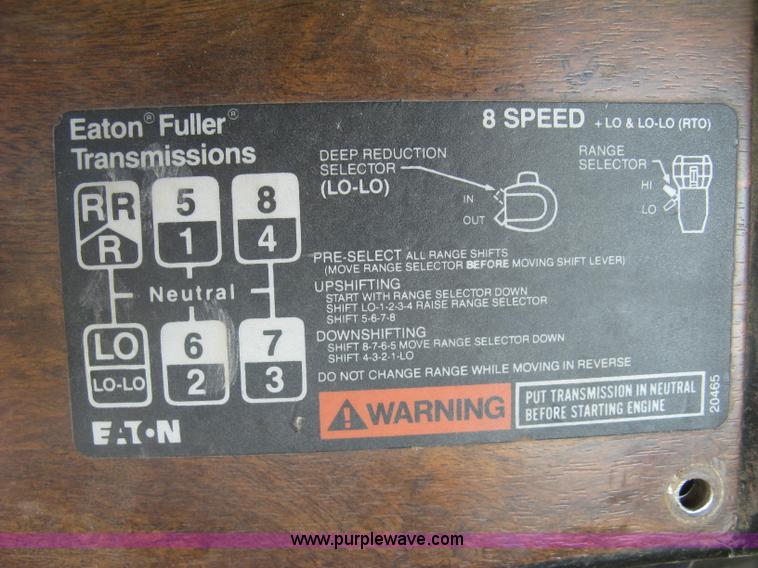 Eaton® Fuller®
Transmissions
8 SPEED + LO & LO-LO (RTO)
R R
R
5
1
8
4
Neutral
LO
LO-LO
6
2
7
3
EATON
DEEP REDUCTION
SELECTOR
(LO-LO)
IN
OUT
RANGE
SELECTOR
HI
LO
PRE-SELECT ALL RANGE SHIFTS
(MOVE RANGE SELECTOR BEFORE MOVING SHIFT LEVER)
UPSHIFTING
START WITH RANGE SELECTOR DOWN
SHIFT LO-1-2-3-4 RAISE RANGE SELECTOR
SHIFT 5-6-7-8
DOWNSHIFTING
SHIFT 8-7-6-5 MOVE RANGE SELECTOR DOWN
SHIFT 4-3-2-1-LO
DO NOT CHANGE RANGE WHILE MOVING IN REVERSE
WARNING
PUT TRANSMISSION IN NEUTRAL
BEFORE STARTING ENGINE
20465
www.purplewave.com